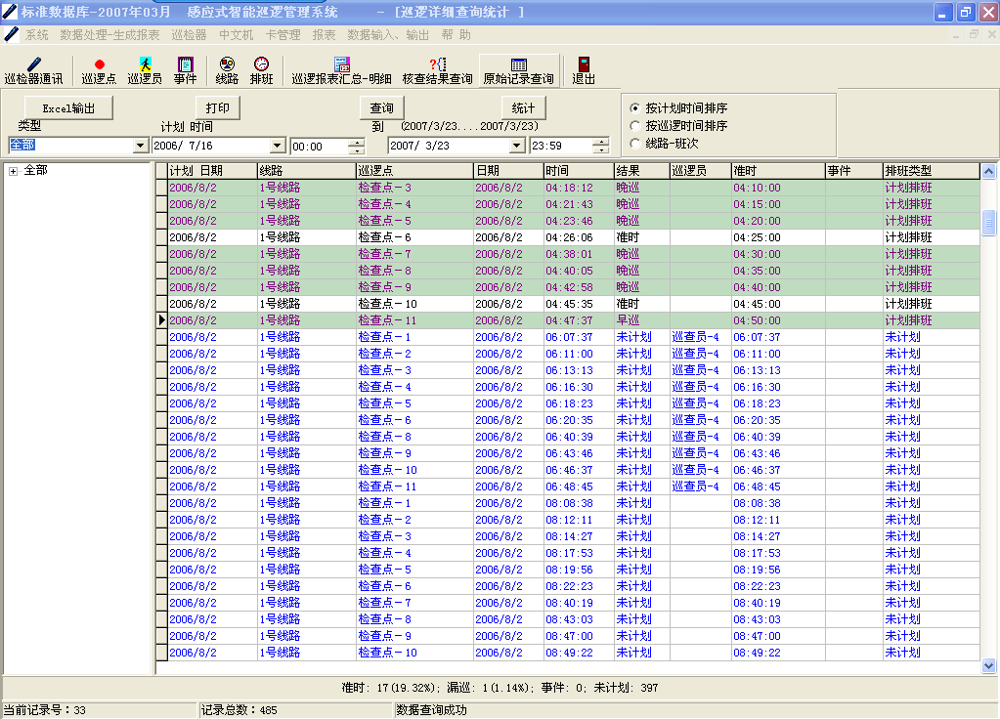 标准数据库-2007年03月 感应式智能巡逻管理系统 - [巡逻详细查询统计 ]
系统 数据处理-生成报表 巡检器 中文机 卡管理 报表 数据输入、输出 帮 助
巡检器通讯 巡逻点 巡逻员 事件 线路 排班 巡逻报表汇总-明细 核查结果查询 原始记录查询 退出
Excel输出 打印 查询 统计
类型 计划 时间 到 (2007/3/23....2007/3/23)
全部 2006/ 7/16 00:00 2007/ 3/23 23:59
按计划时间排序
按巡逻时间排序
线路-班次
全部
计划 日期 线路 巡逻点 日期 时间 结果 巡逻员 准时 事件 排班类型
2006/8/2 1号线路 检查点－3 2006/8/2 04:18:12 晚巡 04:10:00 计划排班
2006/8/2 1号线路 检查点－4 2006/8/2 04:21:43 晚巡 04:15:00 计划排班
2006/8/2 1号线路 检查点－5 2006/8/2 04:23:46 晚巡 04:20:00 计划排班
2006/8/2 1号线路 检查点－6 2006/8/2 04:26:06 准时 04:25:00 计划排班
2006/8/2 1号线路 检查点－7 2006/8/2 04:38:01 晚巡 04:30:00 计划排班
2006/8/2 1号线路 检查点－8 2006/8/2 04:40:05 晚巡 04:35:00 计划排班
2006/8/2 1号线路 检查点－9 2006/8/2 04:42:58 晚巡 04:40:00 计划排班
2006/8/2 1号线路 检查点－10 2006/8/2 04:45:35 准时 04:45:00 计划排班
2006/8/2 1号线路 检查点－11 2006/8/2 04:47:37 早巡 04:50:00 计划排班
2006/8/2 1号线路 检查点－1 2006/8/2 06:07:37 未计划 巡查员-4 06:07:37 未计划
2006/8/2 1号线路 检查点－2 2006/8/2 06:11:00 未计划 巡查员-4 06:11:00 未计划
2006/8/2 1号线路 检查点－3 2006/8/2 06:13:13 未计划 巡查员-4 06:13:13 未计划
2006/8/2 1号线路 检查点－4 2006/8/2 06:16:30 未计划 巡查员-4 06:16:30 未计划
2006/8/2 1号线路 检查点－5 2006/8/2 06:18:23 未计划 巡查员-4 06:18:23 未计划
2006/8/2 1号线路 检查点－6 2006/8/2 06:20:35 未计划 巡查员-4 06:20:35 未计划
2006/8/2 1号线路 检查点－8 2006/8/2 06:40:39 未计划 巡查员-4 06:40:39 未计划
2006/8/2 1号线路 检查点－9 2006/8/2 06:43:46 未计划 巡查员-4 06:43:46 未计划
2006/8/2 1号线路 检查点－10 2006/8/2 06:46:37 未计划 巡查员-4 06:46:37 未计划
2006/8/2 1号线路 检查点－11 2006/8/2 06:48:45 未计划 巡查员-4 06:48:45 未计划
2006/8/2 1号线路 检查点－1 2006/8/2 08:08:38 未计划 08:08:38 未计划
2006/8/2 1号线路 检查点－2 2006/8/2 08:12:11 未计划 08:12:11 未计划
2006/8/2 1号线路 检查点－3 2006/8/2 08:14:27 未计划 08:14:27 未计划
2006/8/2 1号线路 检查点－4 2006/8/2 08:17:53 未计划 08:17:53 未计划
2006/8/2 1号线路 检查点－5 2006/8/2 08:19:56 未计划 08:19:56 未计划
2006/8/2 1号线路 检查点－6 2006/8/2 08:22:23 未计划 08:22:23 未计划
2006/8/2 1号线路 检查点－7 2006/8/2 08:40:19 未计划 08:40:19 未计划
2006/8/2 1号线路 检查点－8 2006/8/2 08:43:03 未计划 08:43:03 未计划
2006/8/2 1号线路 检查点－9 2006/8/2 08:47:00 未计划 08:47:00 未计划
2006/8/2 1号线路 检查点－10 2006/8/2 08:49:22 未计划 08:49:22 未计划
准时: 17(19.32%); 漏巡: 1(1.14%); 事件: 0; 未计划: 397
当前记录号：33 记录总数：485 数据查询成功